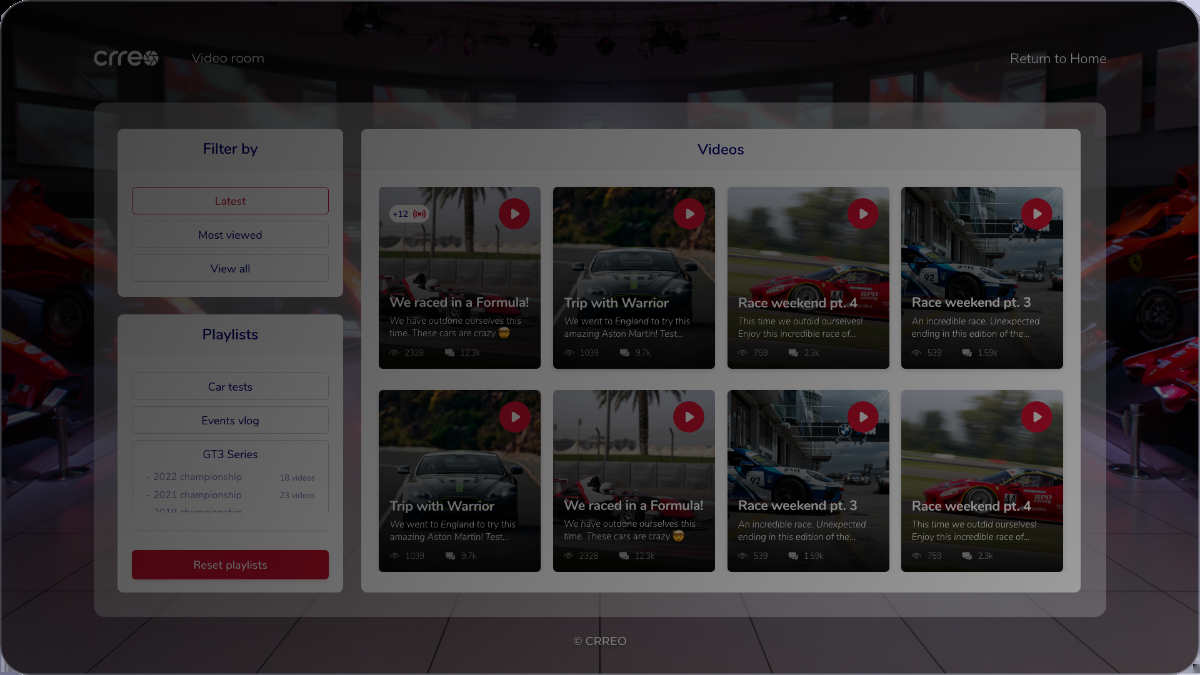 crreo
Video room
Return to Home
Filter by
Latest
Most viewed
View all
Playlists
Car tests
Events vlog
GT3 Series
- 2022 championship 18 videos
- 2021 championship 23 videos
- 2019 championship
Reset playlists
Videos
+12
We raced in a Formula!
We have outdone ourselves this
time. These cars are crazy 🤯
2328 12.3k
Trip with Warrior
We went to England to try this
amazing Aston Martin! Test...
1039 9.7k
Race weekend pt. 4
This time we outdid ourselves!
Enjoy this incredible race of...
759 2.3k
Race weekend pt. 3
An incredible race. Unexpected
ending in this edition of the...
539 1.59k
92
Trip with Warrior
We went to England to try this
amazing Aston Martin! Test...
1039 9.7k
We raced in a Formula!
We have outdone ourselves this
time. These cars are crazy 🤯
2328 12.3k
Race weekend pt. 3
An incredible race. Unexpected
ending in this edition of the...
539 1.59k
92
Race weekend pt. 4
This time we outdid ourselves!
Enjoy this incredible race of...
759 2.3k
© CRREO